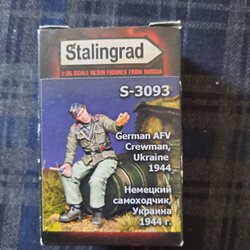 Stalingrad
1:35 SCALE RESIN FIGURES FROM RUSSIA
S-3093
German AFV
Crewman,
Ukraine
1944
Немецкий
самоходчик,
Украина
1944 г.